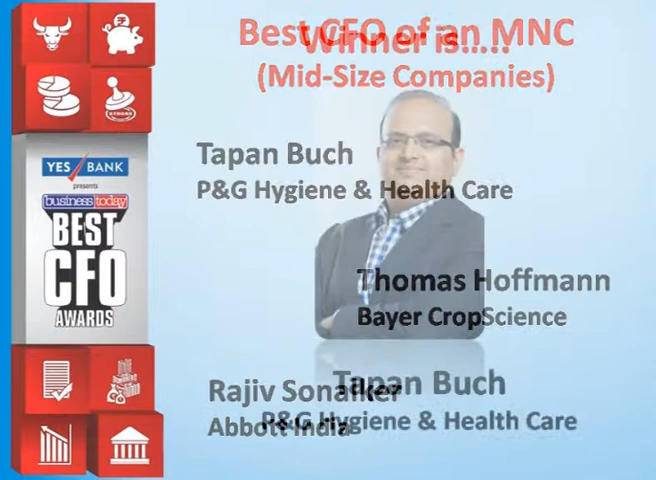 Best CFO of an MNC
Winner is.....
(Mid-Size Companies)
Tapan Buch
P&G Hygiene & Health Care
YES BANK
presents
business today
BEST
CFO
AWARDS
Thomas Hoffmann
Bayer CropScience
Rajiv Sonalker
Abbott India
Tapan Buch
P&G Hygiene & Health Care